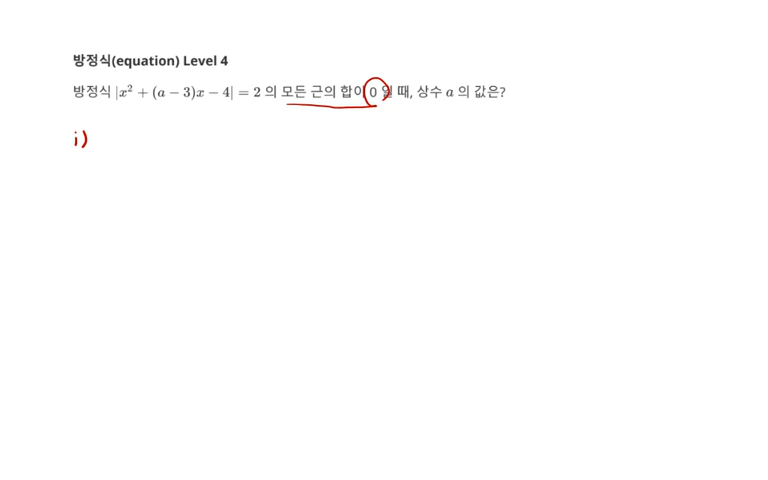 방정식(equation) Level 4
방정식 |x² + (a − 3)x − 4| = 2 의 모든 근의 합이 0 일 때, 상수 a 의 값은?
i)